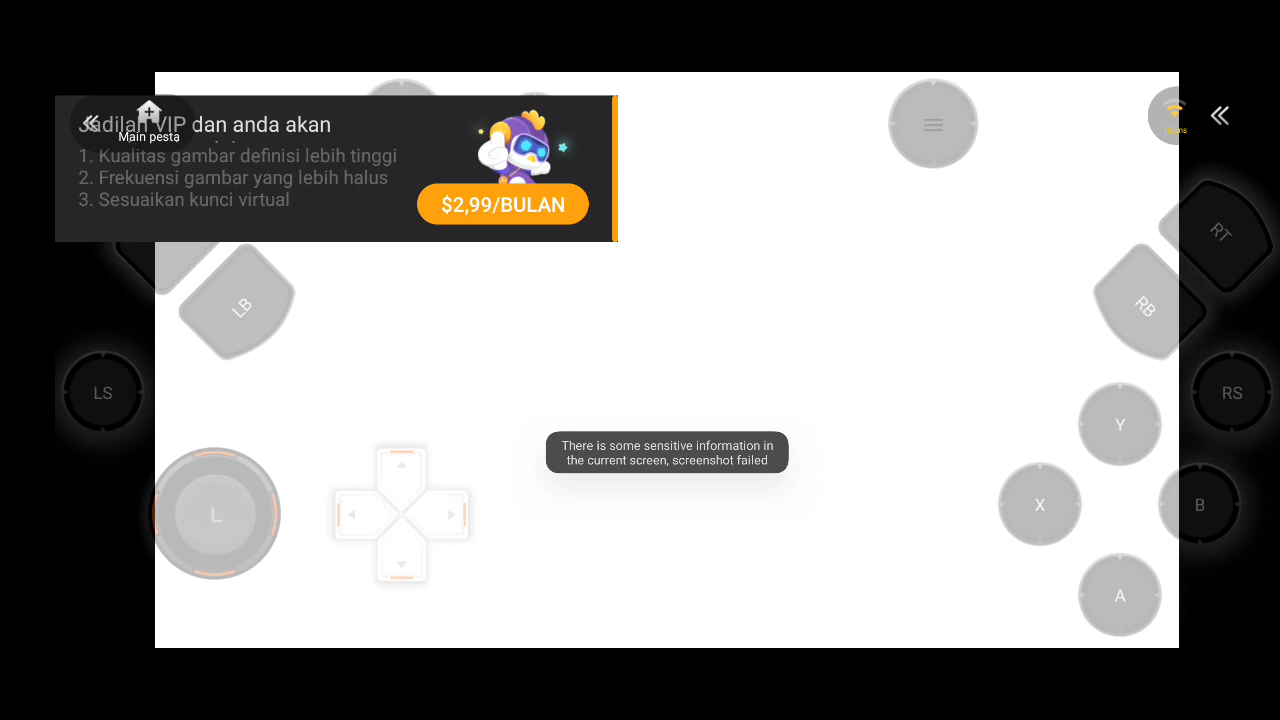 Jadilah VIP dan anda akan
Main pesta
1. Kualitas gambar definisi lebih tinggi
2. Frekuensi gambar yang lebih halus
3. Sesuaikan kunci virtual
$2,99/BULAN
RT
LB
RB
LS
RS
There is some sensitive information in
the current screen, screenshot failed
Y
L
X
B
A